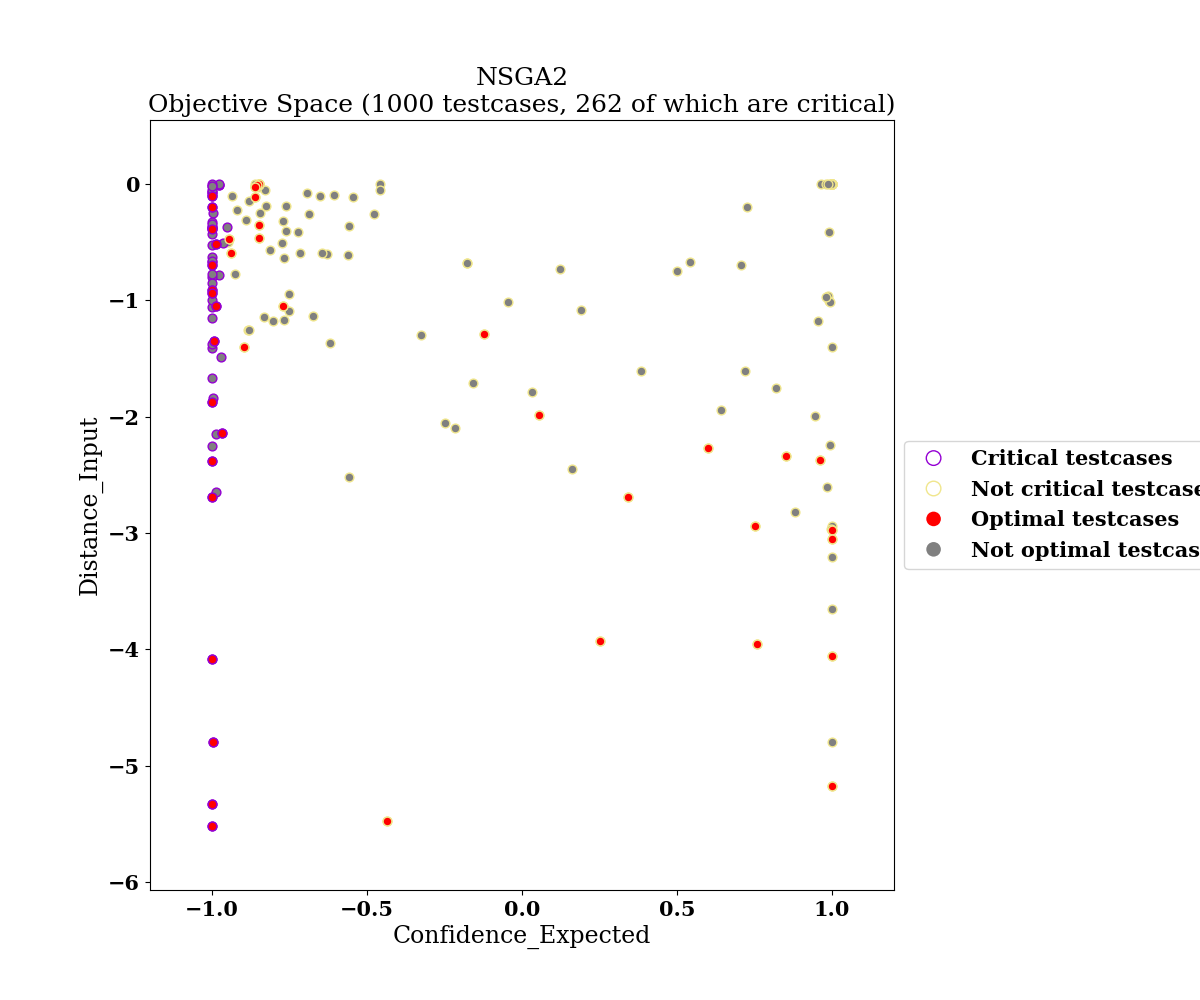 NSGA2
Objective Space (1000 testcases, 262 of which are critical)
0
−1
−2
−3
−4
−5
−6
Distance_Input
−1.0
−0.5
0.0
0.5
1.0
Confidence_Expected
Critical testcases
Not critical testcase
Optimal testcases
Not optimal testcas